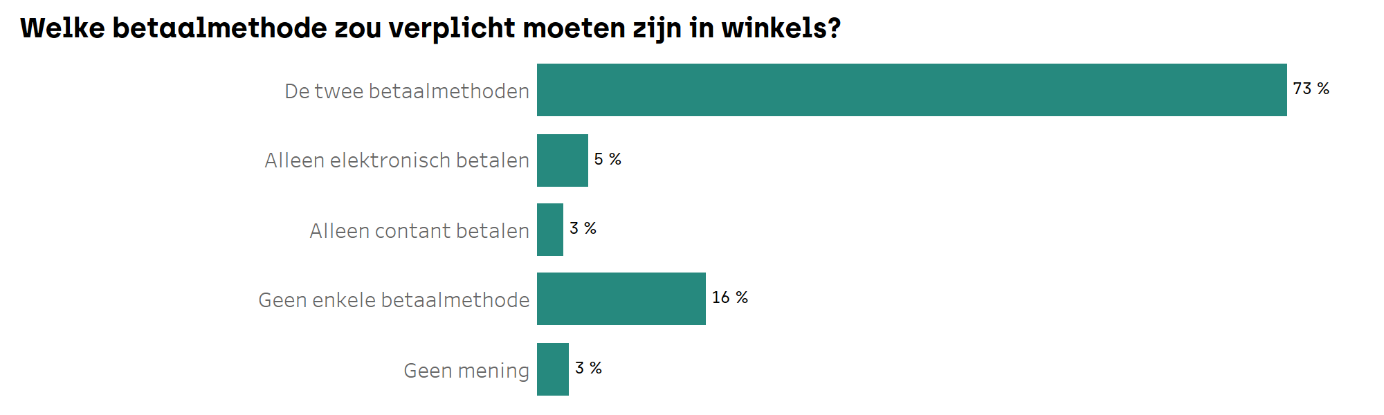 Welke betaalmethode zou verplicht moeten zijn in winkels?
De twee betaalmethoden 73 %
Alleen elektronisch betalen 5 %
Alleen contant betalen 3 %
Geen enkele betaalmethode 16 %
Geen mening 3 %